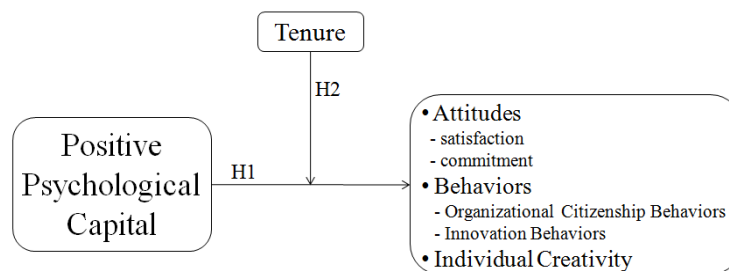 Tenure
H2
Positive
Psychological
Capital
H1
• Attitudes
- satisfaction
- commitment
• Behaviors
- Organizational Citizenship Behaviors
- Innovation Behaviors
• Individual Creativity